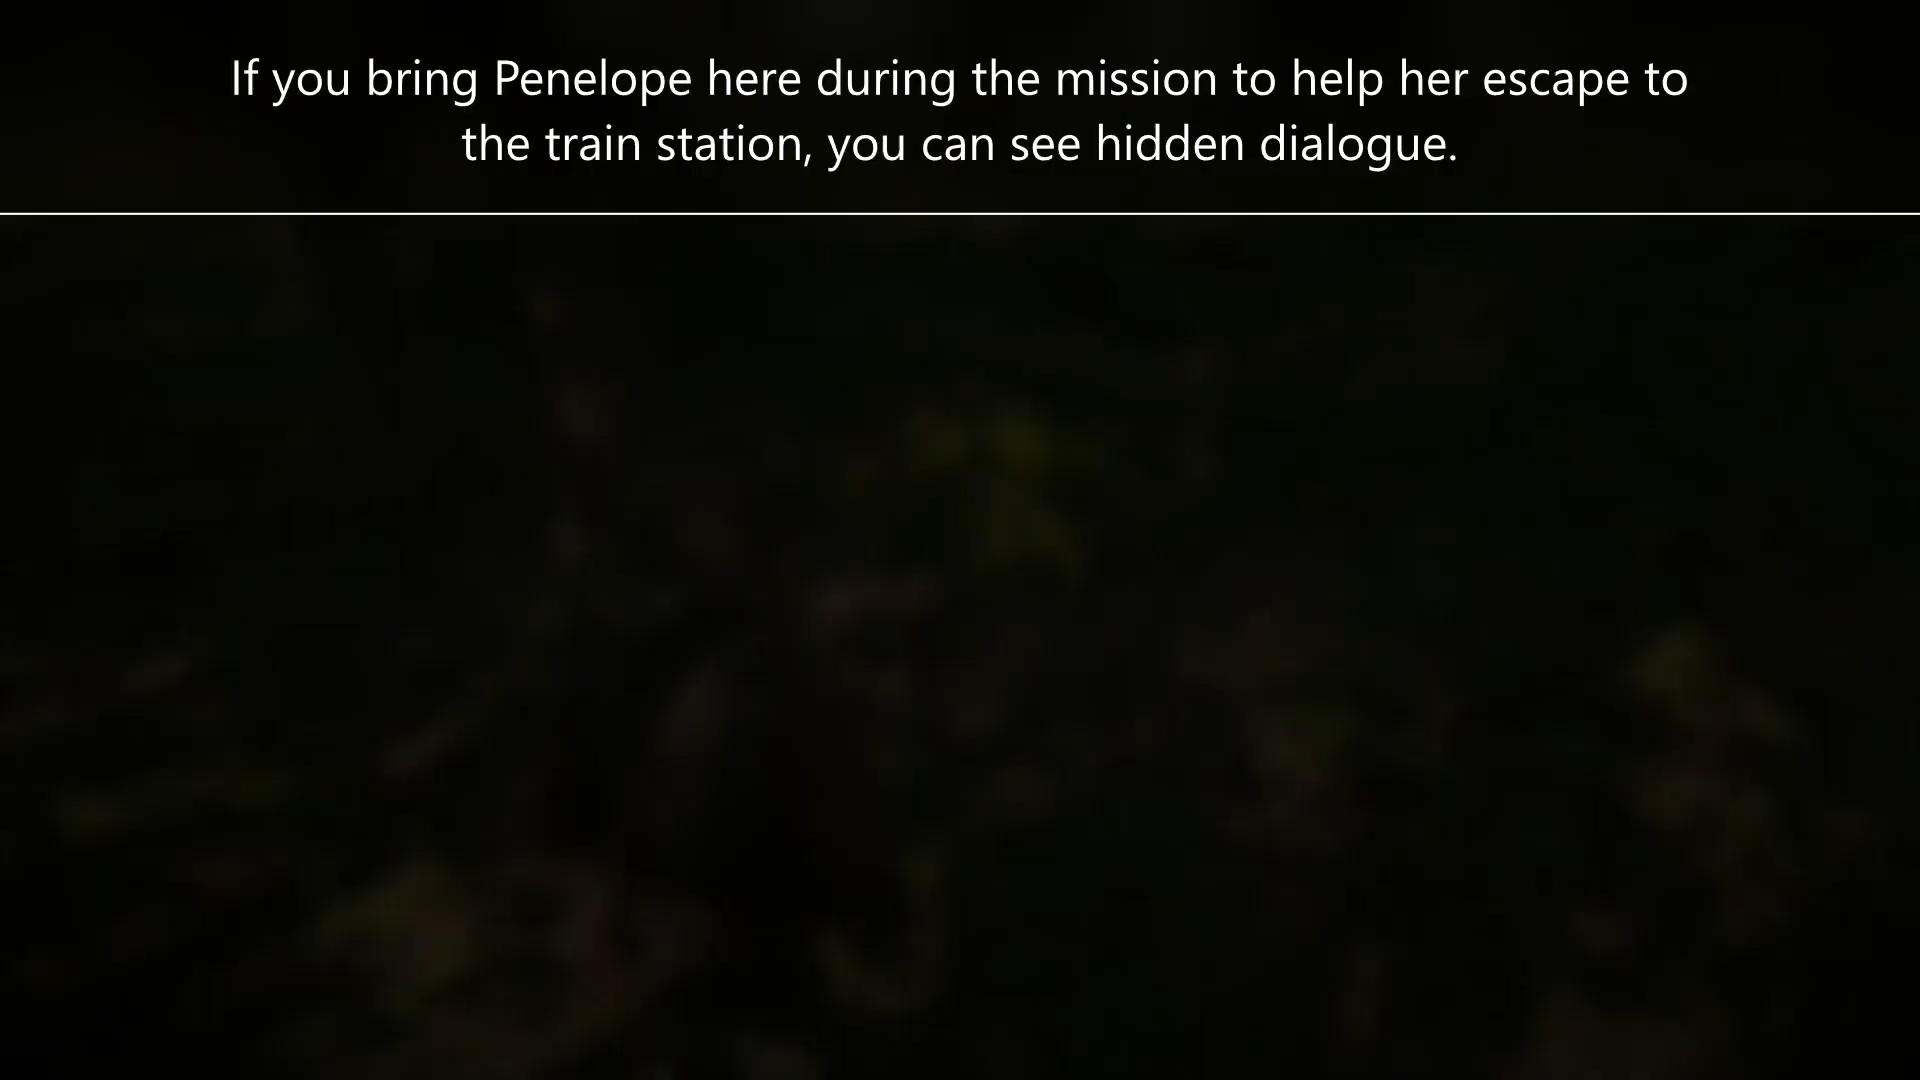 If you bring Penelope here during the mission to help her escape to
the train station, you can see hidden dialogue.